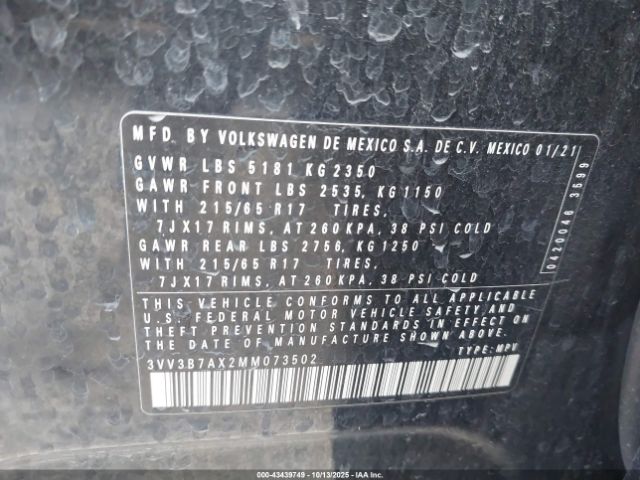 MFD. BY VOLKSWAGEN DE MEXICO S.A. DE C.V. MEXICO 01/21
GVWR LBS 5181 KG 2350
GAWR FRONT LBS 2535, KG 1150
WITH 215/65 R17 TIRES,
7JX17 RIMS, AT 260 KPA, 38 PSI COLD
GAWR REAR LBS 2756, KG 1250
WITH 215/65 R17 TIRES,
7JX17 RIMS, AT 260 KPA, 38 PSI COLD
THIS VEHICLE CONFORMS TO ALL APPLICABLE
U.S. FEDERAL MOTOR VEHICLE SAFETY AND
THEFT PREVENTION STANDARDS IN EFFECT ON
THE DATE OF MANUFACTURE SHOWN ABOVE.
3VV3B7AX2MM073502 TYPE: MPV
0420046 3599
000-43439749 - 10/13/2025 - IAA Inc.